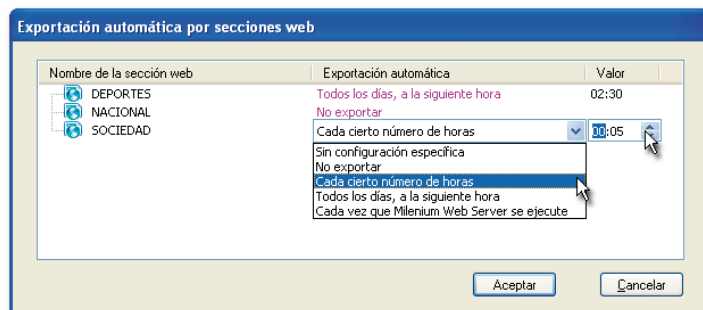 Exportación automática por secciones web
Nombre de la sección web Exportación automática Valor
DEPORTES Todos los días, a la siguiente hora 02:30
NACIONAL No exportar
SOCIEDAD Cada cierto número de horas 00:05
Sin configuración específica
No exportar
Cada cierto número de horas
Todos los días, a la siguiente hora
Cada vez que Milenium Web Server se ejecute
Aceptar Cancelar